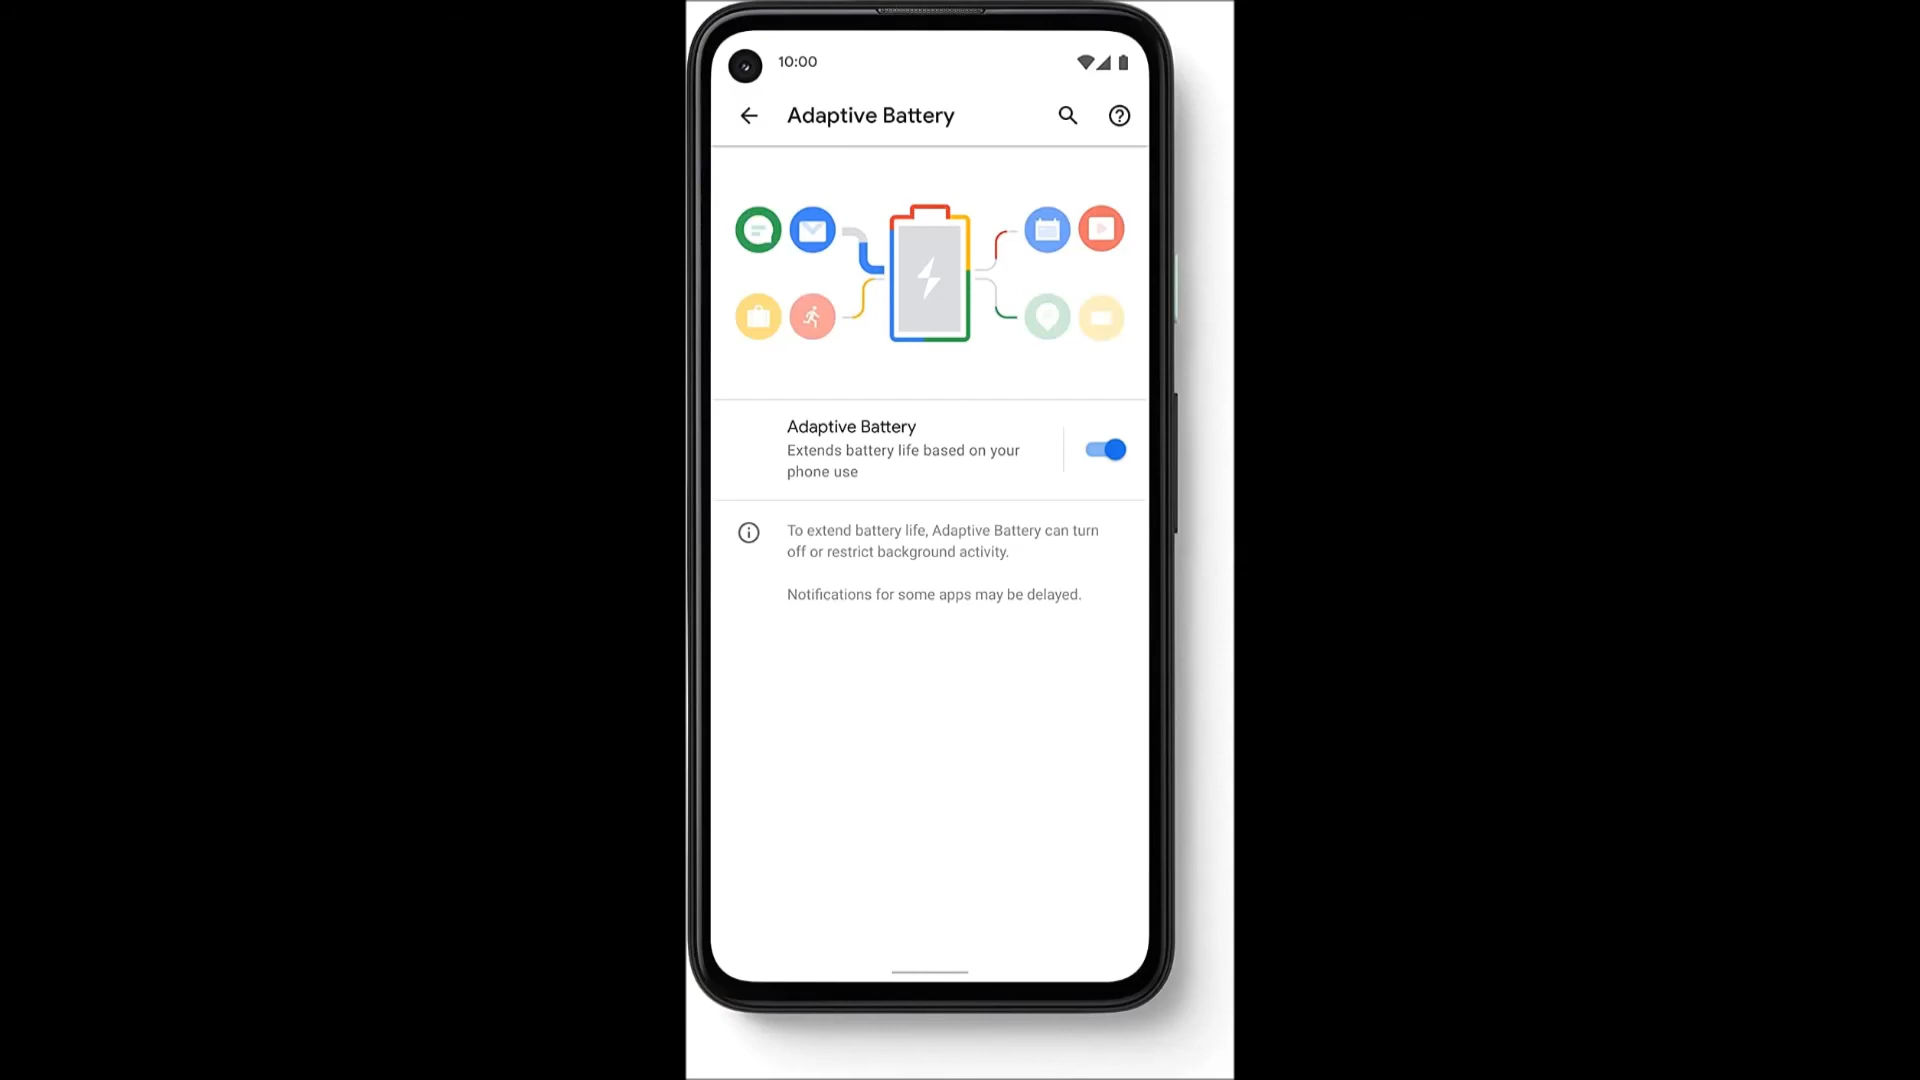 10:00
Adaptive Battery
Adaptive Battery
Extends battery life based on your
phone use
To extend battery life, Adaptive Battery can turn
off or restrict background activity.
Notifications for some apps may be delayed.